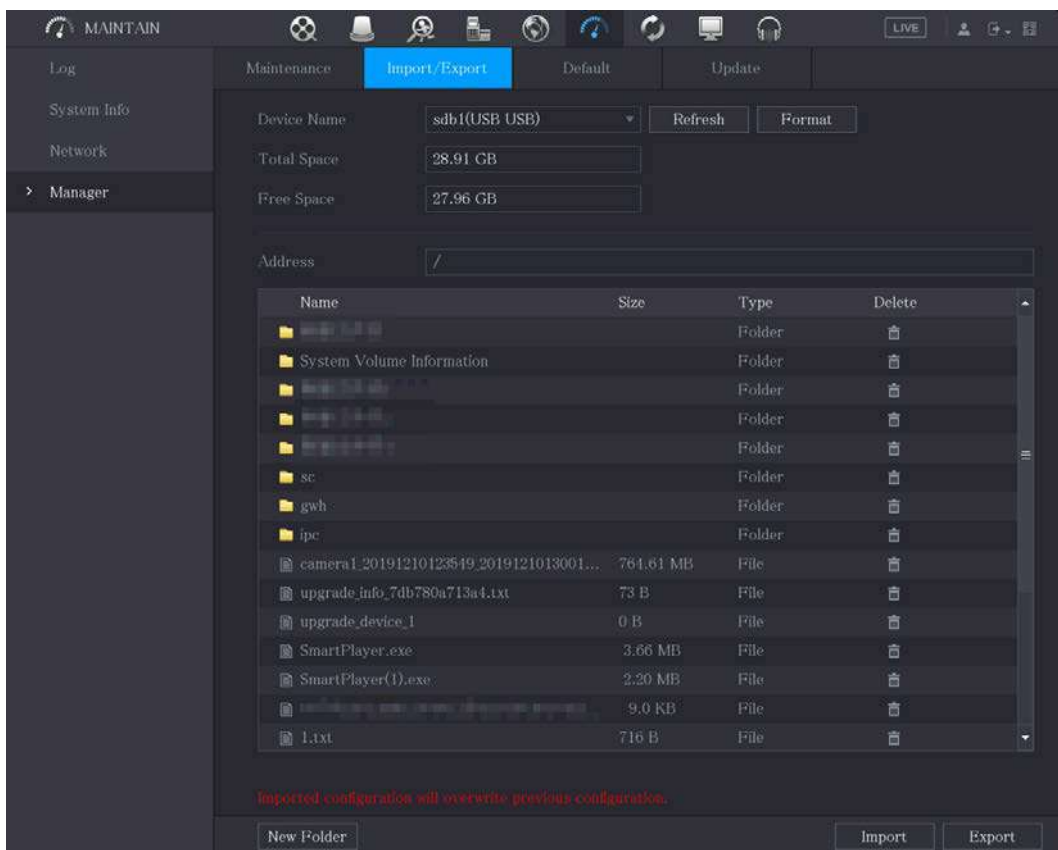 MAINTAIN LIVE
Log
System Info
Network
Manager
Maintenance Import/Export Default Update
Device Name sdb1(USB USB) Refresh Format
Total Space 28.91 GB
Free Space 27.96 GB
Address /
Name Size Type Delete
Folder
System Volume Information Folder
Folder
Folder
Folder
sc Folder
gwh Folder
ipc Folder
camera1_20191210123549_2019121013001... 764.61 MB File
upgrade_info_7db780a713a4.txt 73 B File
upgrade_device_1 0 B File
SmartPlayer.exe 3.66 MB File
SmartPlayer(1).exe 2.20 MB File
9.0 KB File
1.txt 716 B File
Imported configuration will overwrite previous configuration.
New Folder Import Export